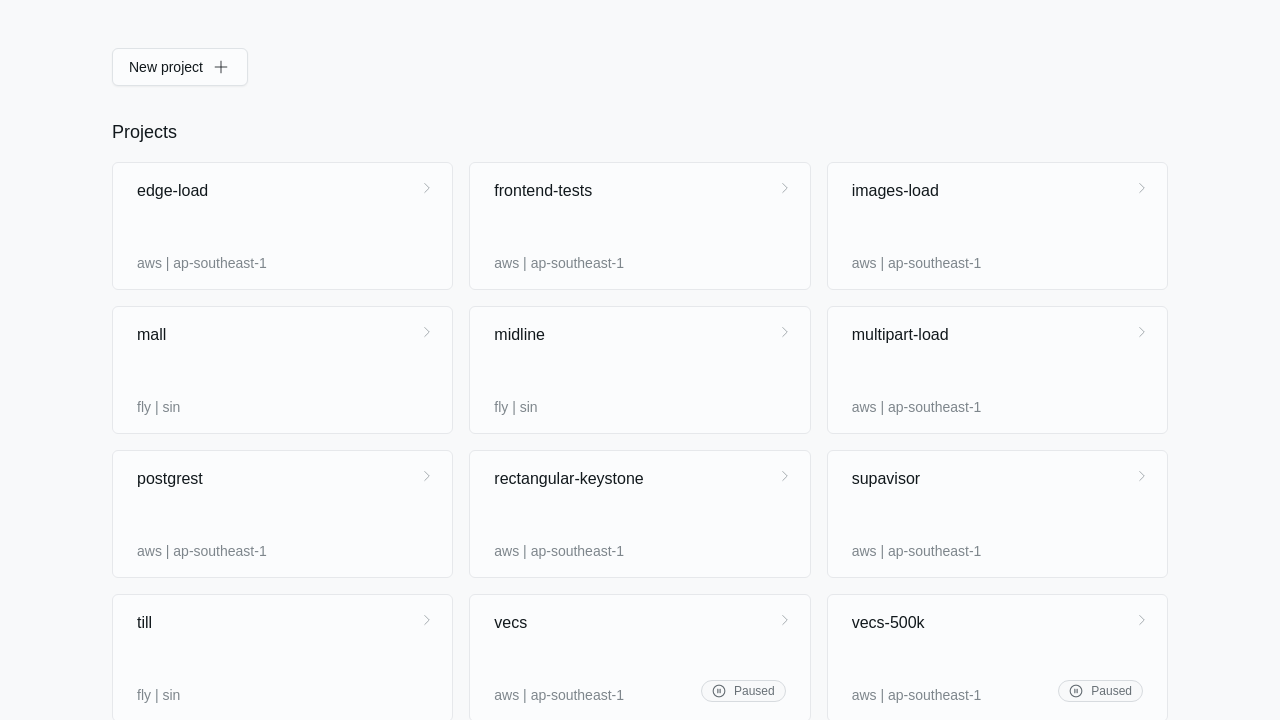 New project
Projects
edge-load
aws | ap-southeast-1
frontend-tests
aws | ap-southeast-1
images-load
aws | ap-southeast-1
mall
fly | sin
midline
fly | sin
multipart-load
aws | ap-southeast-1
postgrest
aws | ap-southeast-1
rectangular-keystone
aws | ap-southeast-1
supavisor
aws | ap-southeast-1
till
fly | sin
vecs
aws | ap-southeast-1
Paused
vecs-500k
aws | ap-southeast-1
Paused